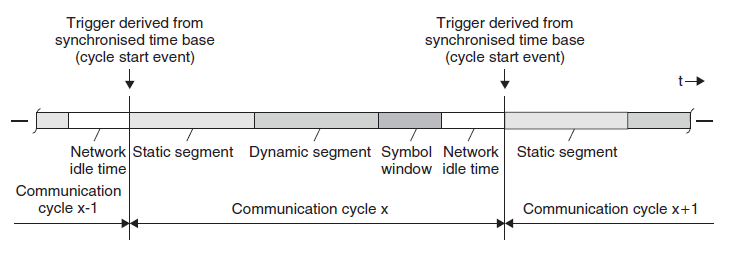 Trigger derived from
synchronised time base
(cycle start event)
Trigger derived from
synchronised time base
(cycle start event)
t
Network
idle time
Static segment
Dynamic segment
Symbol
window
Network
idle time
Static segment
Communication
cycle x-1
Communication cycle x
Communication cycle x+1